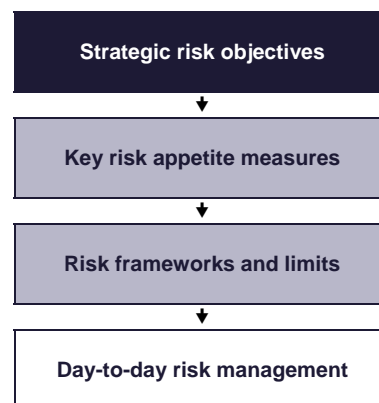 Strategic risk objectives
Key risk appetite measures
Risk frameworks and limits
Day-to-day risk management